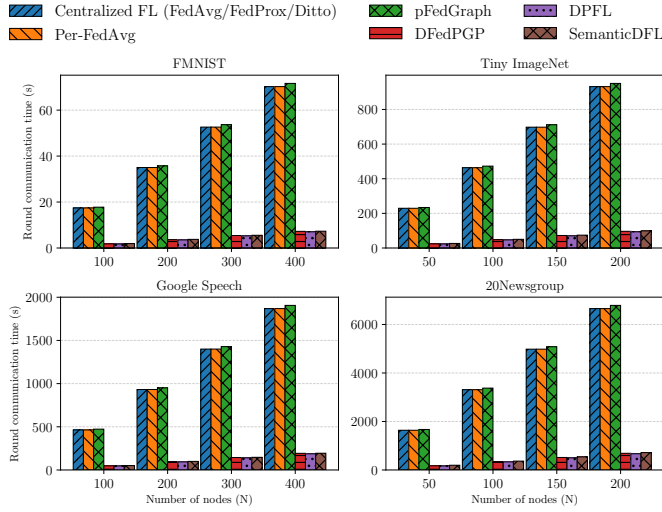 Centralized FL (FedAvg/FedProx/Ditto)
Per-FedAvg
pFedGraph
DFedPGP
DPFL
SemanticDFL
FMNIST
Round communication time (s)
0
20
40
60
100
200
300
400
Tiny ImageNet
0
200
400
600
800
50
100
150
200
Google Speech
Round communication time (s)
0
500
1000
1500
2000
100
200
300
400
Number of nodes (N)
20Newsgroup
0
2000
4000
6000
50
100
150
200
Number of nodes (N)